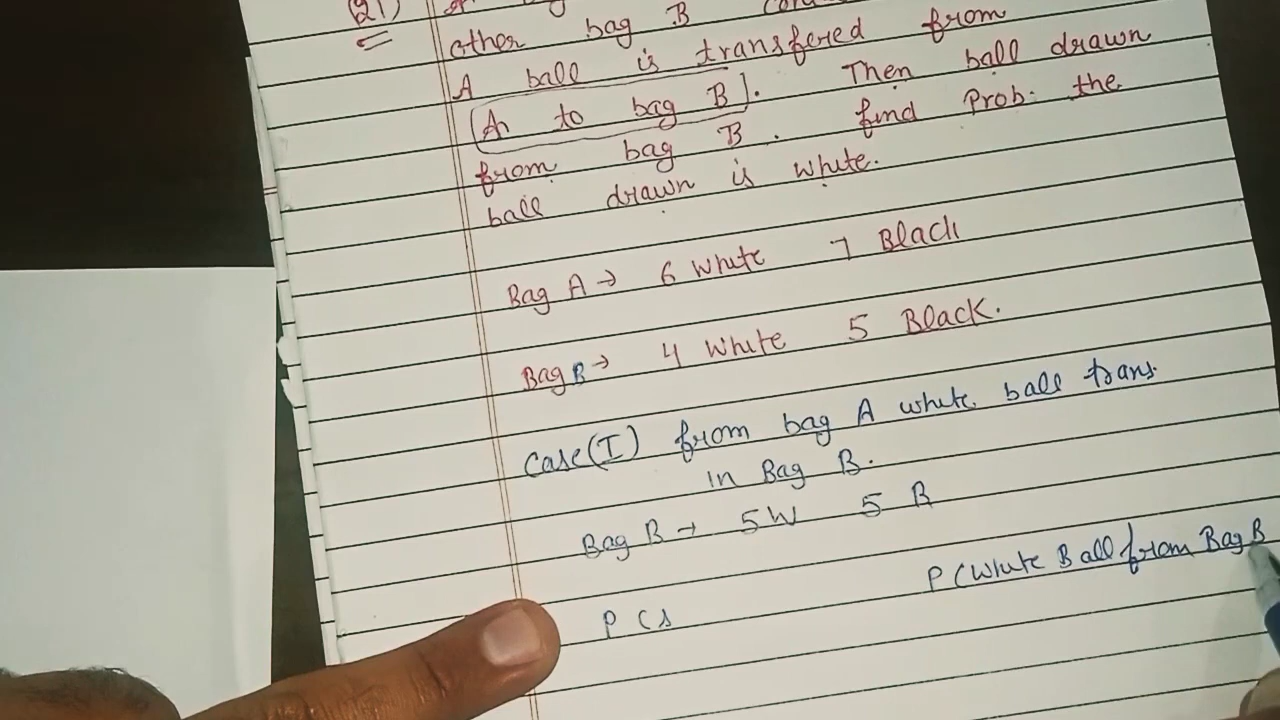 (21)
other bag B
A ball is transfered from
A to bag B]. Then ball drawn
from bag B. find Prob. the
ball drawn is white.
Bag A → 6 White 7 Black
Bag B → 4 White 5 Black.
Case(I) from bag A white ball trans.
in Bag B.
Bag B → 5W 5 B
P (White Ball from Bag B
P (s